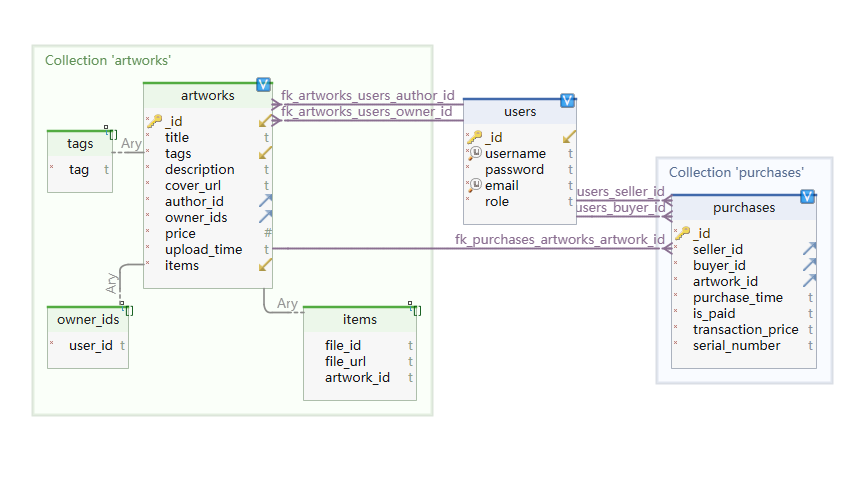 Collection 'artworks'
artworks
_id
title t
tags
description t
cover_url t
author_id
owner_ids
price #
upload_time t
items
tags
tag t
Ary
owner_ids
user_id t
Ary
items
file_id t
file_url t
artwork_id t
Ary
fk_artworks_users_author_id
fk_artworks_users_owner_id
users
_id
username t
password t
email t
role t
users_seller_id
users_buyer_id
fk_purchases_artworks_artwork_id
Collection 'purchases'
purchases
_id
seller_id
buyer_id
artwork_id
purchase_time t
is_paid t
transaction_price t
serial_number t